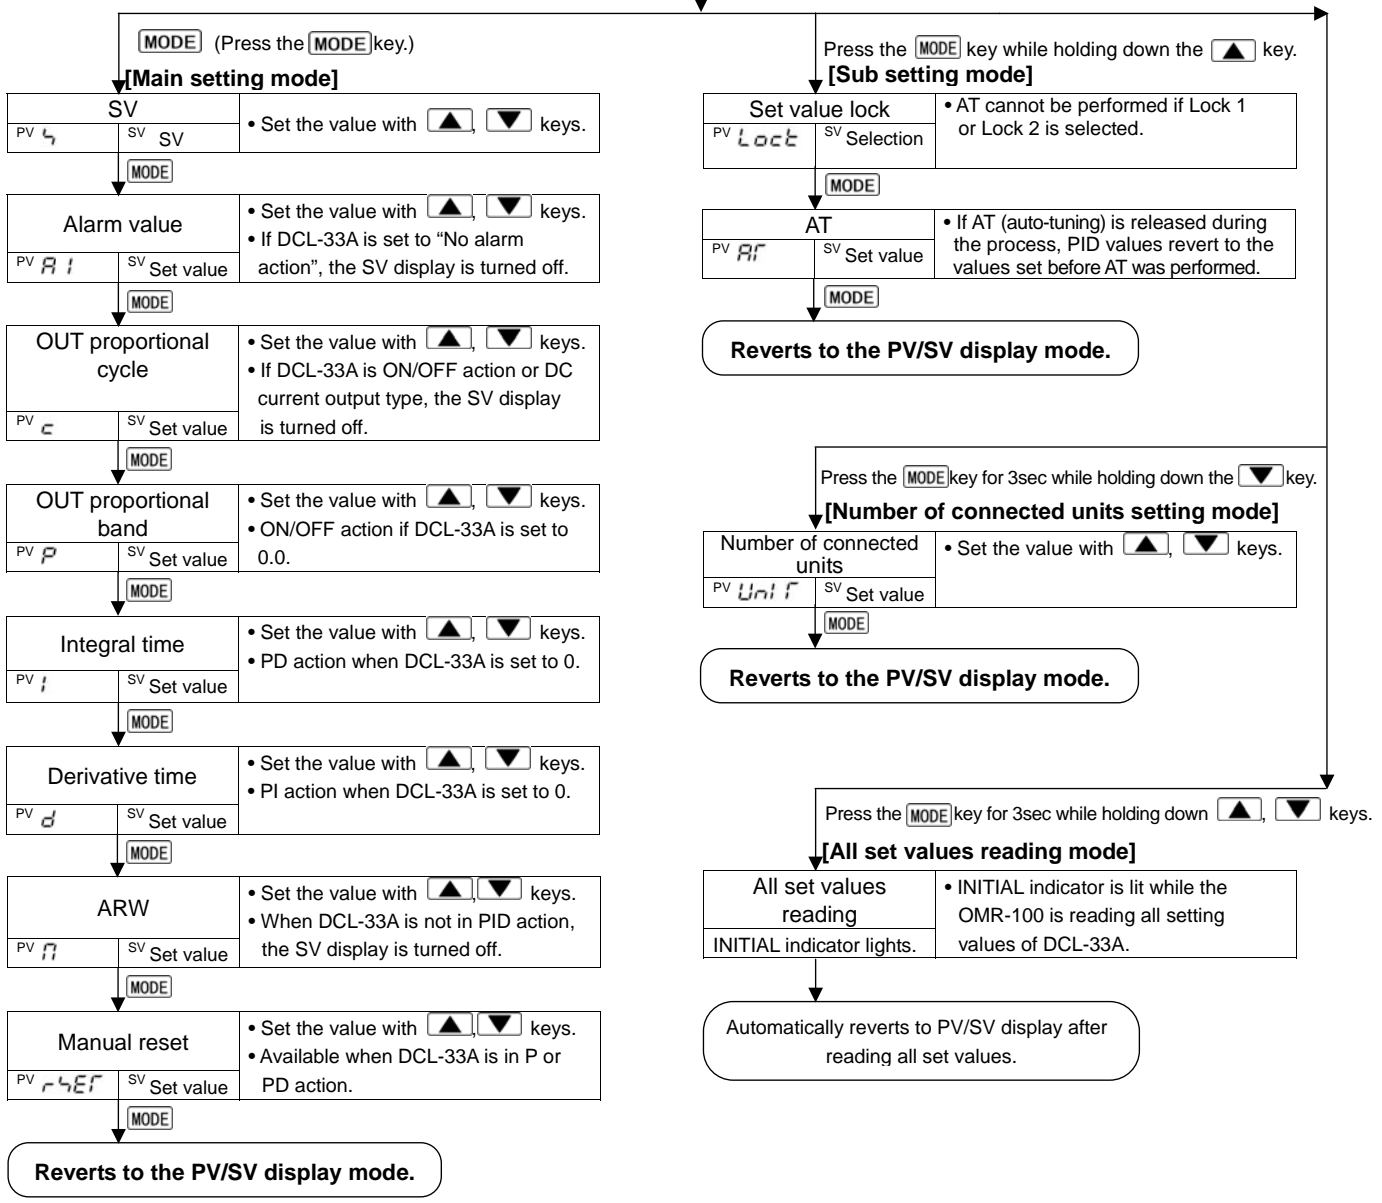 MODE (Press the MODE key.)
[Main setting mode]
SV
PV SV SV
• Set the value with ▲, ▼ keys.
MODE
Alarm value
PV A1 SV Set value
• Set the value with ▲, ▼ keys.
• If DCL-33A is set to “No alarm
action”, the SV display is turned off.
MODE
OUT proportional
cycle
PV c SV Set value
• Set the value with ▲, ▼ keys.
• If DCL-33A is ON/OFF action or DC
current output type, the SV display
is turned off.
MODE
OUT proportional
band
PV P SV Set value
• Set the value with ▲, ▼ keys.
• ON/OFF action if DCL-33A is set to
0.0.
MODE
Integral time
PV I SV Set value
• Set the value with ▲, ▼ keys.
• PD action when DCL-33A is set to 0.
MODE
Derivative time
PV d SV Set value
• Set the value with ▲, ▼ keys.
• PI action when DCL-33A is set to 0.
MODE
ARW
PV SV Set value
• Set the value with ▲, ▼ keys.
• When DCL-33A is not in PID action,
the SV display is turned off.
MODE
Manual reset
PV rSET SV Set value
• Set the value with ▲, ▼ keys.
• Available when DCL-33A is in P or
PD action.
MODE
Reverts to the PV/SV display mode.
Press the MODE key while holding down the ▲ key.
[Sub setting mode]
Set value lock
PV Lock SV Selection
• AT cannot be performed if Lock 1
or Lock 2 is selected.
MODE
AT
PV AT SV Set value
• If AT (auto-tuning) is released during
the process, PID values revert to the
values set before AT was performed.
MODE
Reverts to the PV/SV display mode.
Press the MODE key for 3sec while holding down the ▼ key.
[Number of connected units setting mode]
Number of connected
units
PV UnIT SV Set value
• Set the value with ▲, ▼ keys.
MODE
Reverts to the PV/SV display mode.
Press the MODE key for 3sec while holding down ▲, ▼ keys.
[All set values reading mode]
All set values
reading
INITIAL indicator lights.
• INITIAL indicator is lit while the
OMR-100 is reading all setting
values of DCL-33A.
Automatically reverts to PV/SV display after
reading all set values.